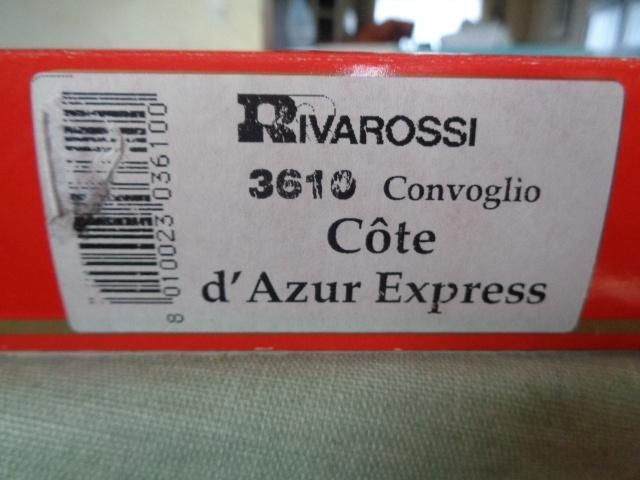 RIVAROSSI
3610 Convoglio
Côte
d'Azur Express
8 010023 036100